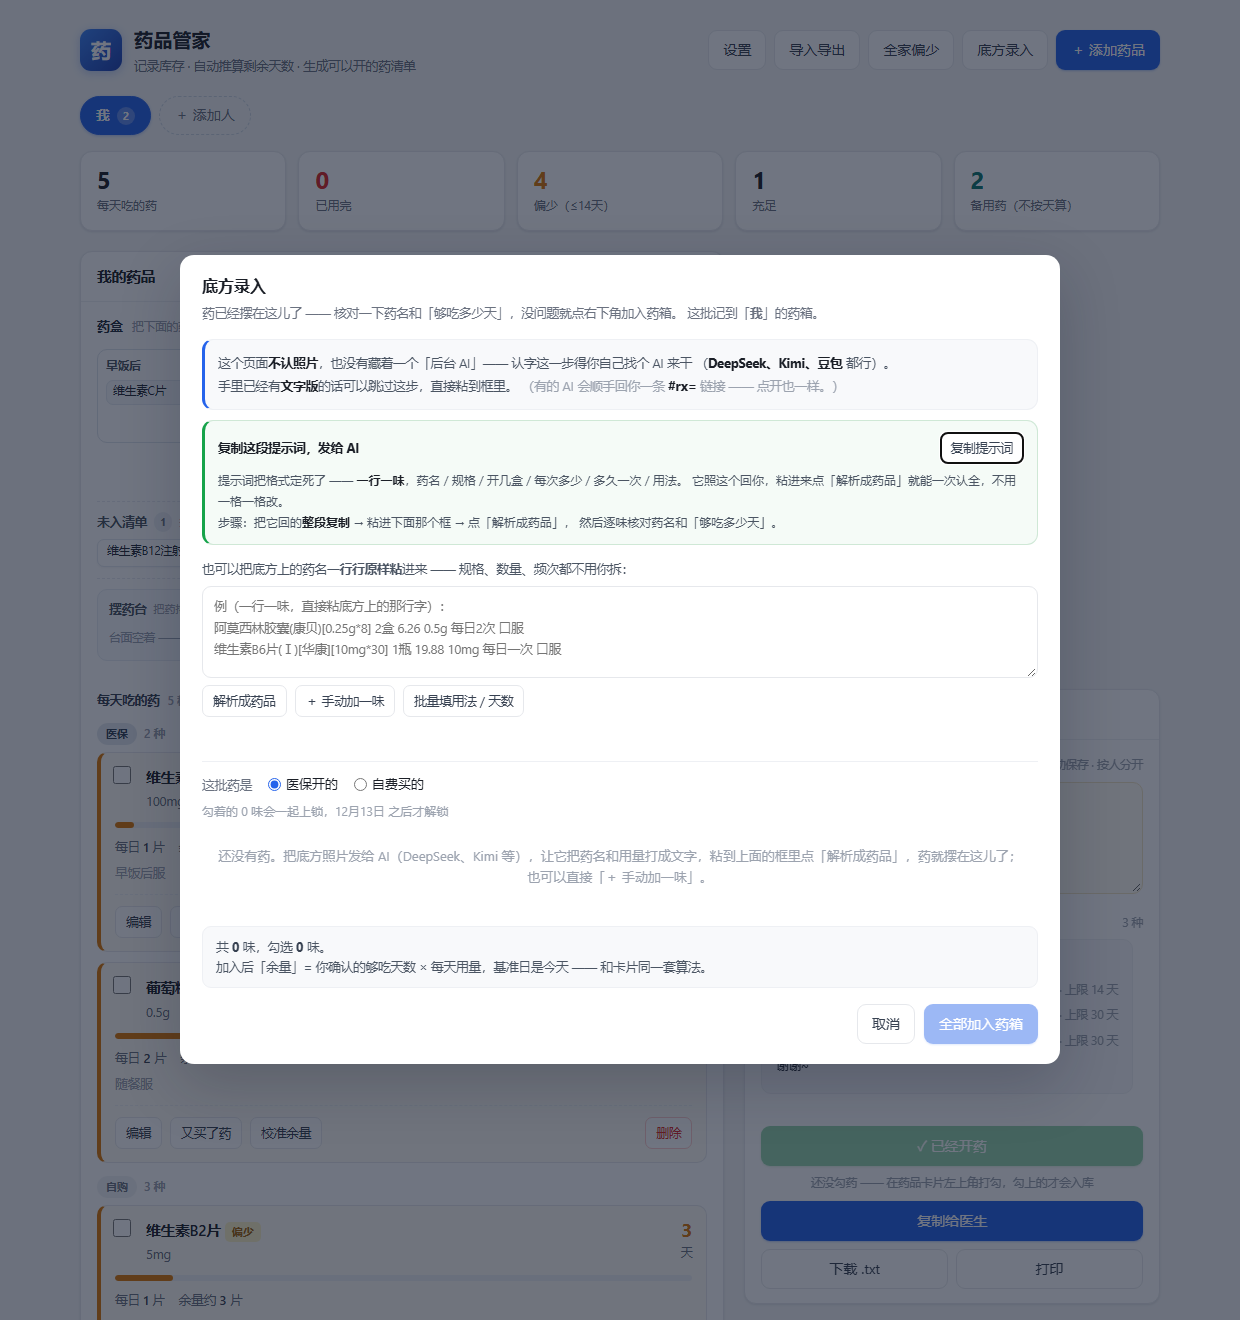 药
药品管家
记录库存 · 自动推算剩余天数 · 生成可以开的药清单
设置
导入导出
全家偏少
底方录入
+ 添加药品
我 2
+ 添加人
5
每天吃的药
0
已用完
4
偏少（≤14天）
1
充足
2
备用药（不按天算）
我的药品
药盒 把下面的
早饭后
维生素C片
未入清单 1
维生素B12注射
摆药台 把药
台面空着 ——
每天吃的药 5
医保 2 种
维生素
100mg
每日 1 片
早饭后服
编辑
葡萄糖
0.5g
每日 2 片
随餐服
编辑
又买了药
校准余量
删除
自购 3 种
维生素B2片 偏少
3
天
5mg
每日 1 片 余量约 3 片
底方录入
药已经摆在这儿了 —— 核对一下药名和「够吃多少天」，没问题就点右下角加入药箱。 这批记到「我」的药箱。
这个页面不认照片，也没有藏着一个「后台 AI」—— 认字这一步得你自己找个 AI 来干 （DeepSeek、Kimi、豆包 都行）。
手里已经有文字版的话可以跳过这步，直接粘到框里。 （有的 AI 会顺手回你一条 #rx= 链接 —— 点开也一样。）
复制这段提示词，发给 AI
复制提示词
提示词把格式定死了 —— 一行一味，药名 / 规格 / 开几盒 / 每次多少 / 多久一次 / 用法。 它照这个回你，粘进来点「解析成药品」就能一次认全，不用
一格一格改。
步骤：把它回的整段复制 → 粘进下面那个框 → 点「解析成药品」， 然后逐味核对药名和「够吃多少天」。
也可以把底方上的药名一行行原样粘进来 —— 规格、数量、频次都不用你拆：
例（一行一味，直接粘底方上的那行字）：
阿莫西林胶囊(康贝)[0.25g*8] 2盒 6.26 0.5g 每日2次 口服
维生素B6片(Ⅰ)[华康][10mg*30] 1瓶 19.88 10mg 每日一次 口服
解析成药品
+ 手动加一味
批量填用法 / 天数
这批药是 医保开的 自费买的
勾着的 0 味会一起上锁，12月13日 之后才解锁
还没有药。把底方照片发给 AI（DeepSeek、Kimi 等），让它把药名和用量打成文字，粘到上面的框里点「解析成药品」，药就摆在这儿了；
也可以直接「+ 手动加一味」。
共 0 味，勾选 0 味。
加入后「余量」= 你确认的够吃天数 × 每天用量，基准日是今天 —— 和卡片同一套算法。
取消
全部加入药箱
保存 · 按人分开
3 种
上限 14 天
上限 30 天
上限 30 天
谢谢~
✓ 已经开药
还没勾药 —— 在药品卡片左上角打勾，勾上的才会入库
复制给医生
下载 .txt
打印